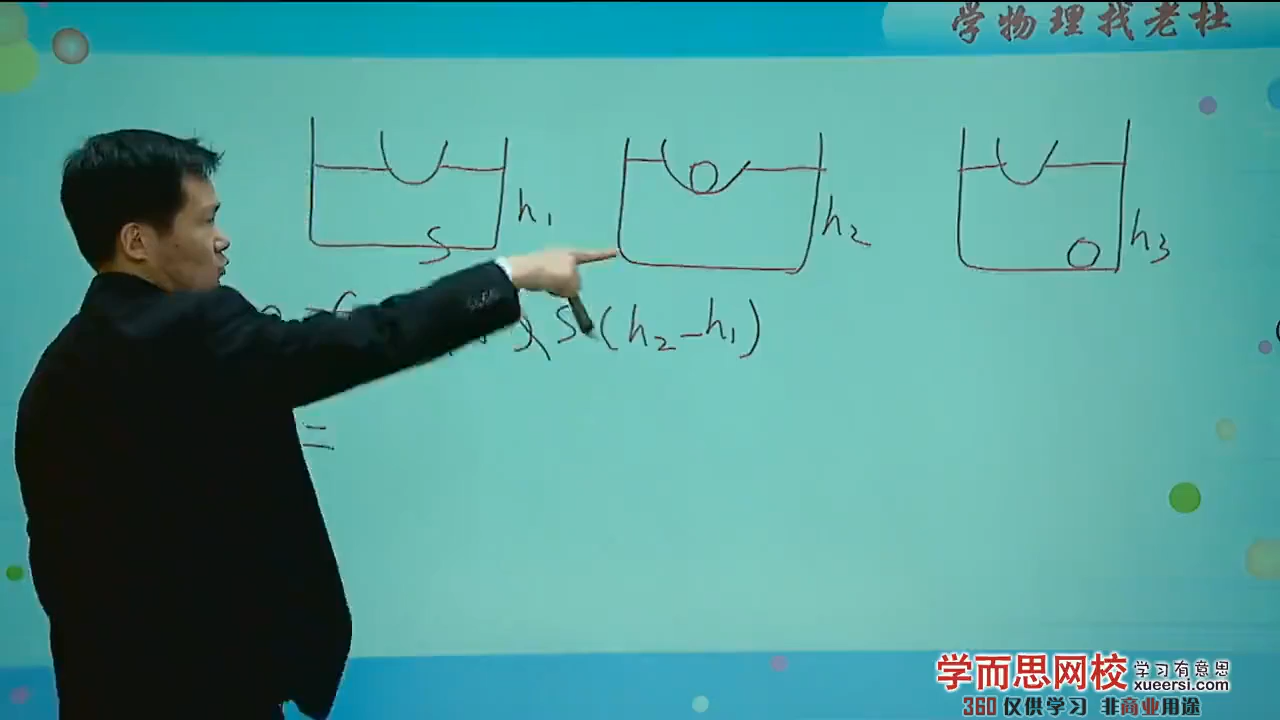 学物理找老杜
h₁
h₂
h₃
S
S(h₂-h₁)
=
学而思网校 学习有意思
xueersi.com
360 仅供学习 非商业用途